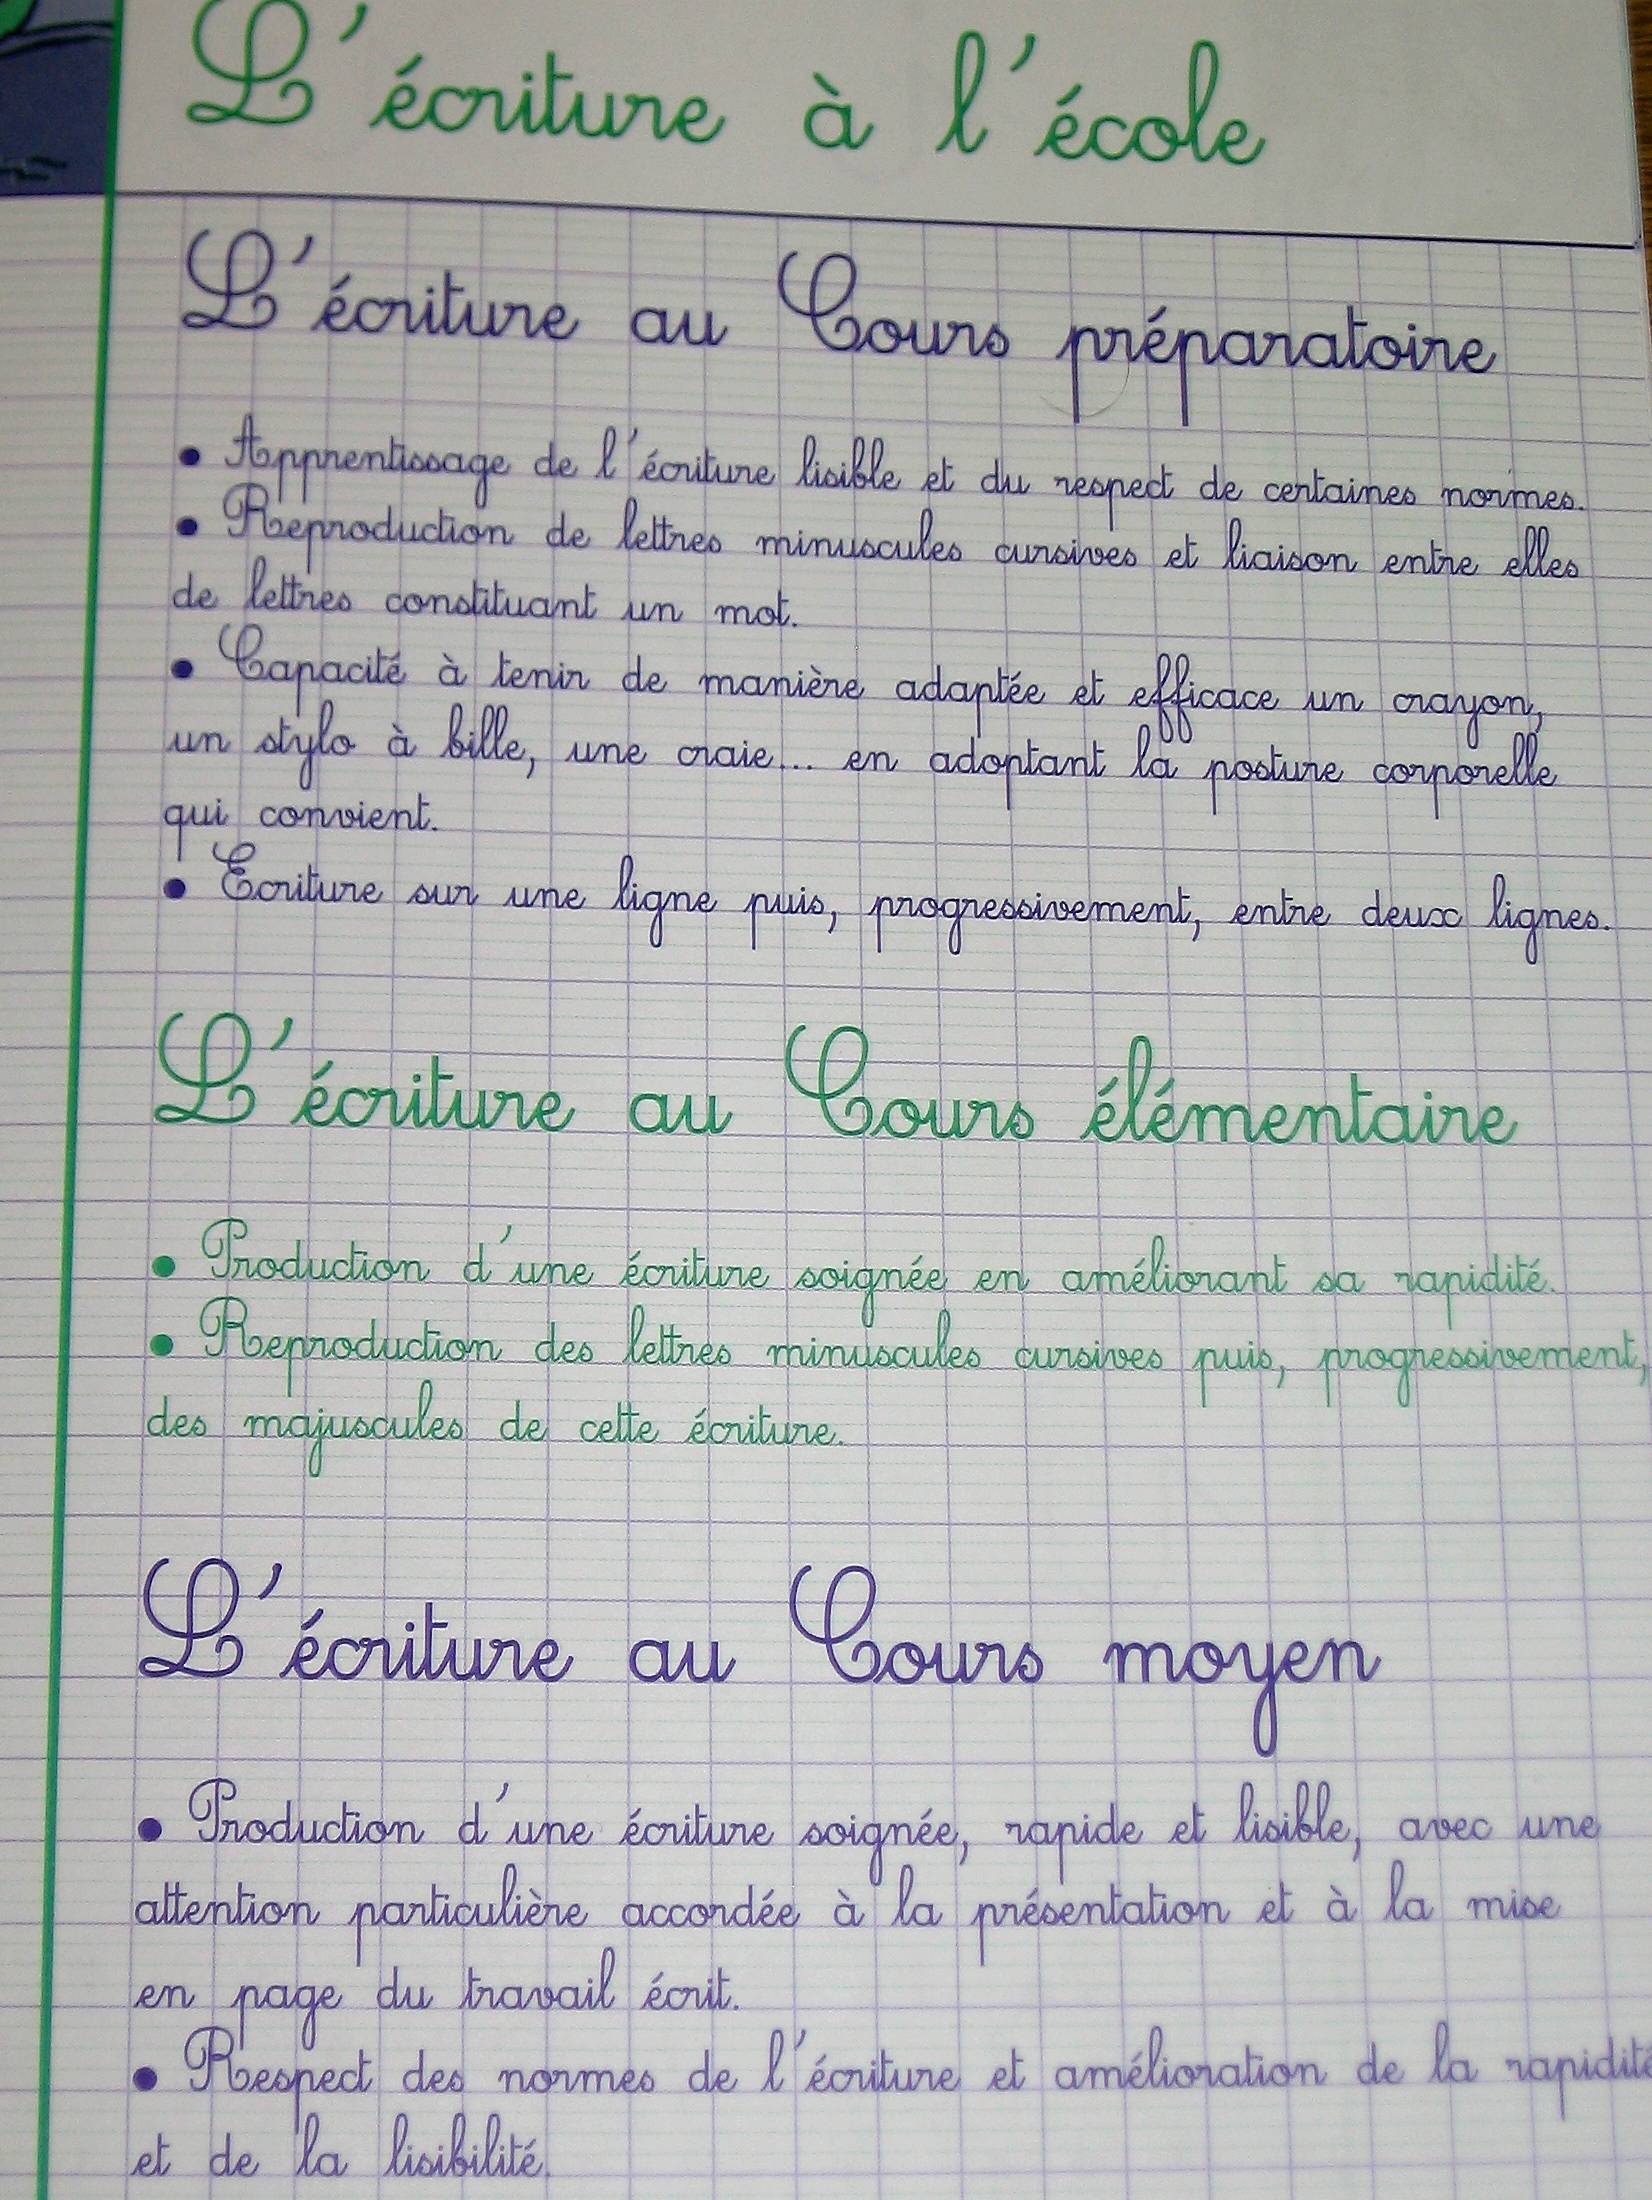 L'écriture à l'école
L'écriture au Cours préparatoire
• Apprentissage de l'écriture lisible et du respect de certaines normes.
• Reproduction de lettres minuscules cursives et liaison entre elles
de lettres constituant un mot.
• Capacité à tenir de manière adaptée et efficace un crayon,
un stylo à bille, une craie... en adoptant la posture corporelle
qui convient.
• Ecriture sur une ligne puis, progressivement, entre deux lignes.
L'écriture au Cours élémentaire
• Production d'une écriture soignée en améliorant sa rapidité.
• Reproduction des lettres minuscules cursives puis, progressivement,
des majuscules de cette écriture.
L'écriture au Cours moyen
• Production d'une écriture soignée, rapide et lisible, avec une
attention particulière accordée à la présentation et à la mise
en page du travail écrit.
• Respect des normes de l'écriture et amélioration de la rapidité
et de la lisibilité.